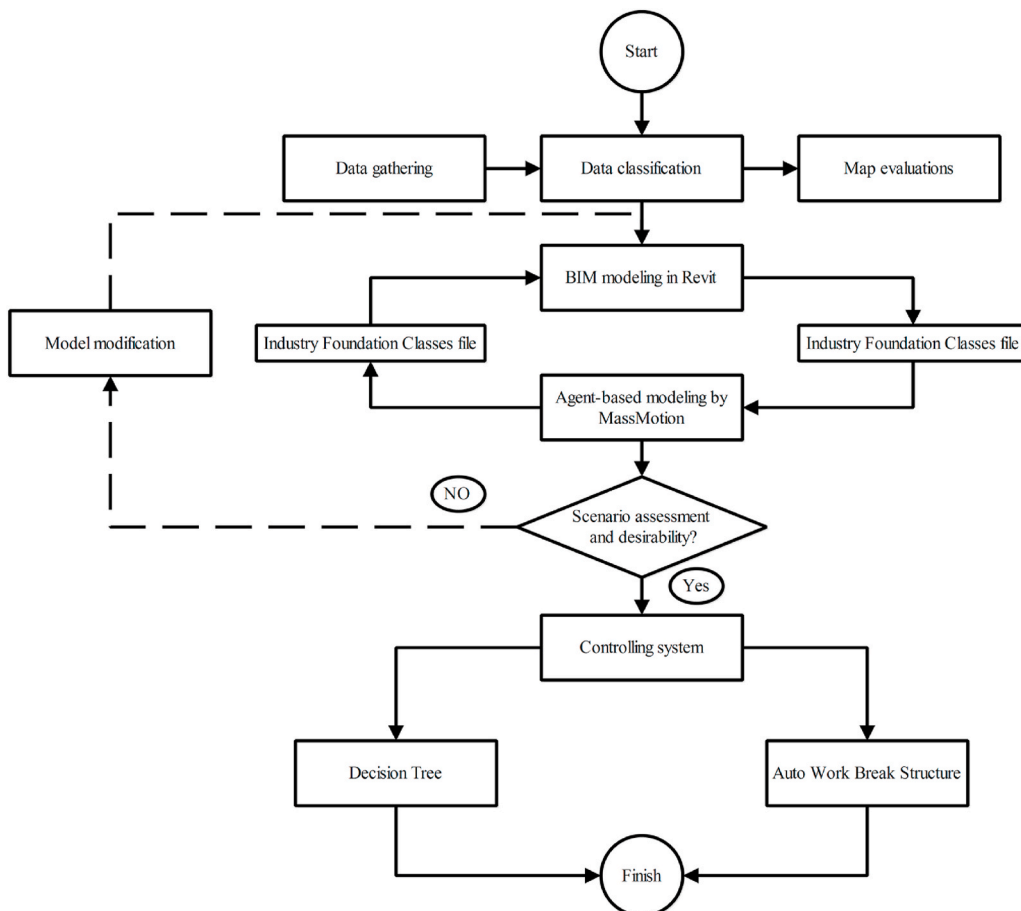 Start
Data gathering
Data classification
Map evaluations
BIM modeling in Revit
Model modification
Industry Foundation Classes file
Industry Foundation Classes file
Agent-based modeling by
MassMotion
NO
Scenario assessment
and desirability?
Yes
Controlling system
Decision Tree
Auto Work Break Structure
Finish